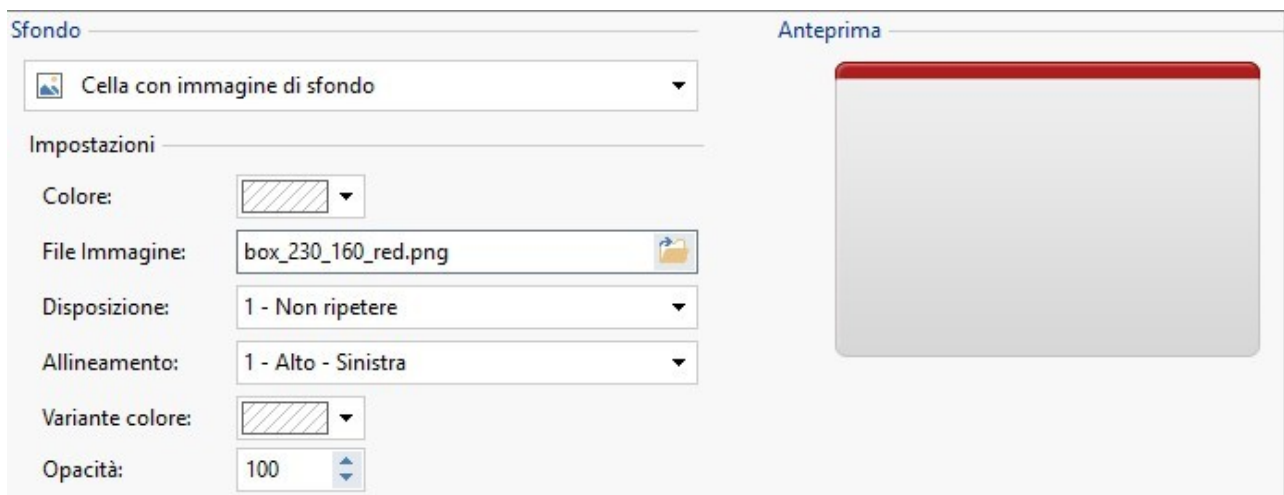 Sfondo
Anteprima
Cella con immagine di sfondo
Impostazioni
Colore:
File Immagine: box_230_160_red.png
Disposizione: 1 - Non ripetere
Allineamento: 1 - Alto - Sinistra
Variante colore:
Opacità: 100